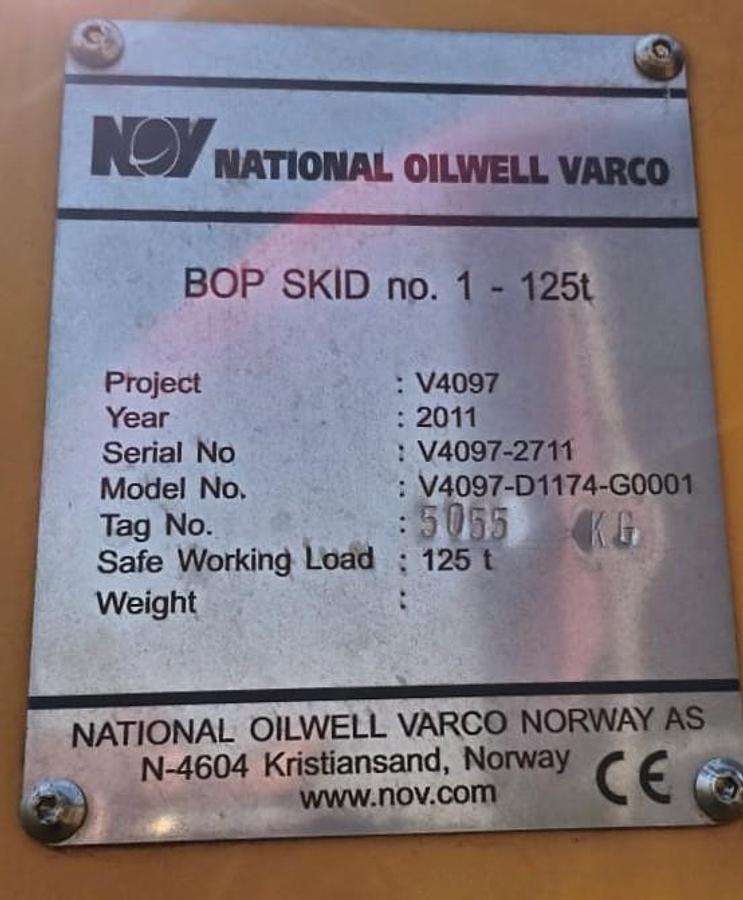 NOV NATIONAL OILWELL VARCO
BOP SKID no. 1 - 125t
Project : V4097
Year : 2011
Serial No : V4097-2711
Model No. : V4097-D1174-G0001
Tag No. : 5055 KG
Safe Working Load : 125 t
Weight :
NATIONAL OILWELL VARCO NORWAY AS
N-4604 Kristiansand, Norway
www.nov.com
CE